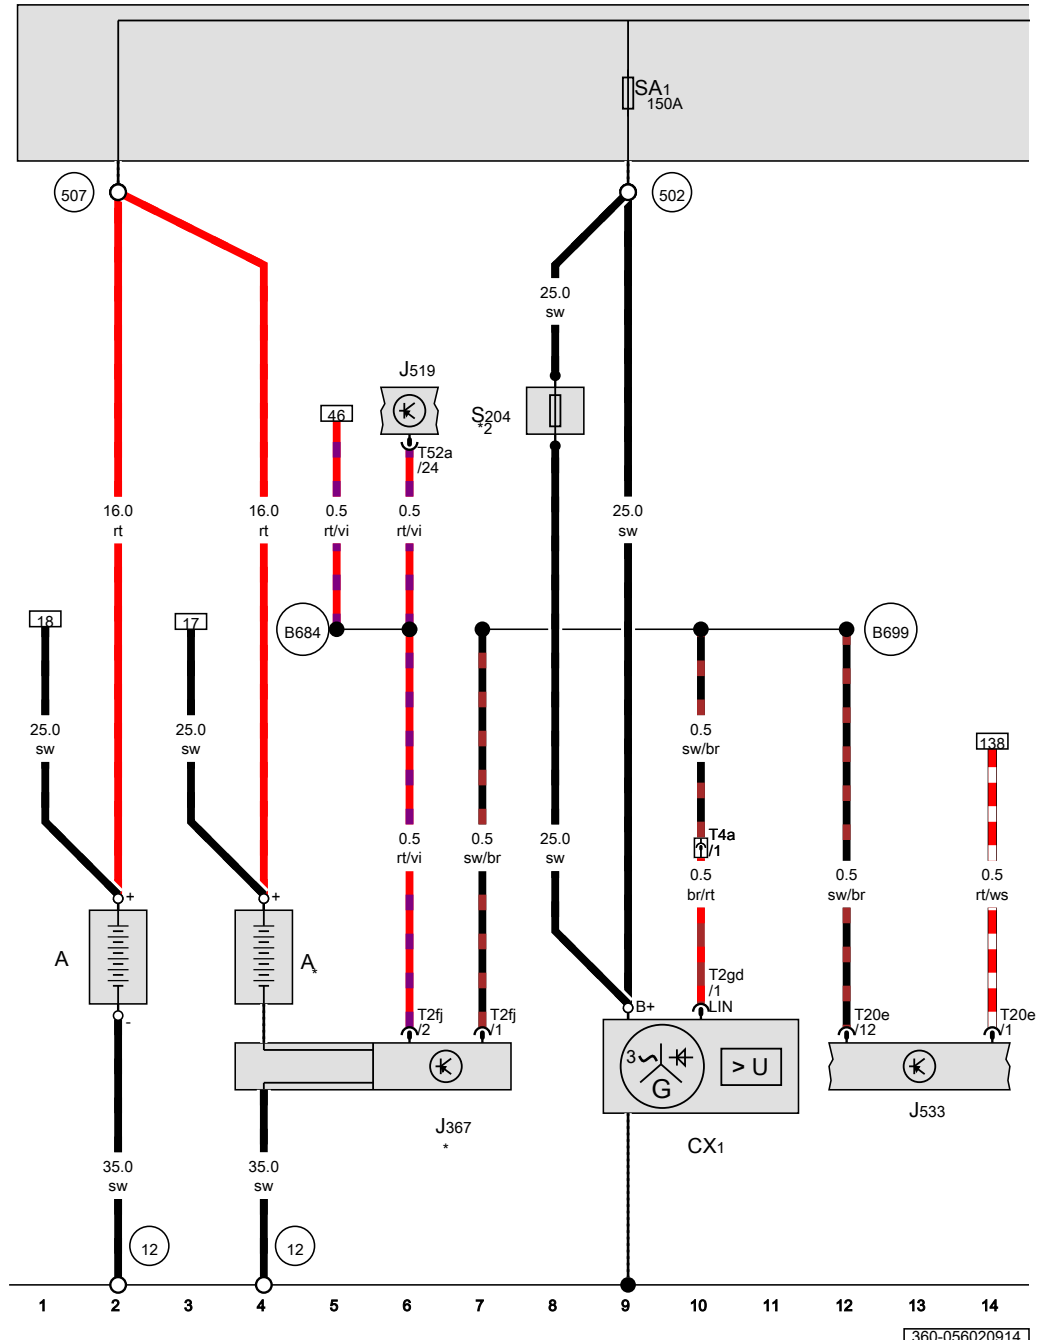 SA1
150A
507
502
25.0
sw
J519
46
S204
*2
T52a
/24
16.0
rt
16.0
rt
0.5
rt/vi
0.5
rt/vi
25.0
sw
18
17
B684
B699
25.0
sw
25.0
sw
0.5
sw/br
138
0.5
rt/vi
0.5
sw/br
25.0
sw
T4a
/1
0.5
br/rt
0.5
sw/br
0.5
rt/ws
+
+
A
A*
-
T2fj
/2
T2fj
/1
B+
T2gd
/1
LIN
T20e
/12
T20e
/1
3
G
> U
J367
*
CX1
J533
35.0
sw
35.0
sw
12
12
1 2 3 4 5 6 7 8 9 10 11 12 13 14
360-056020914